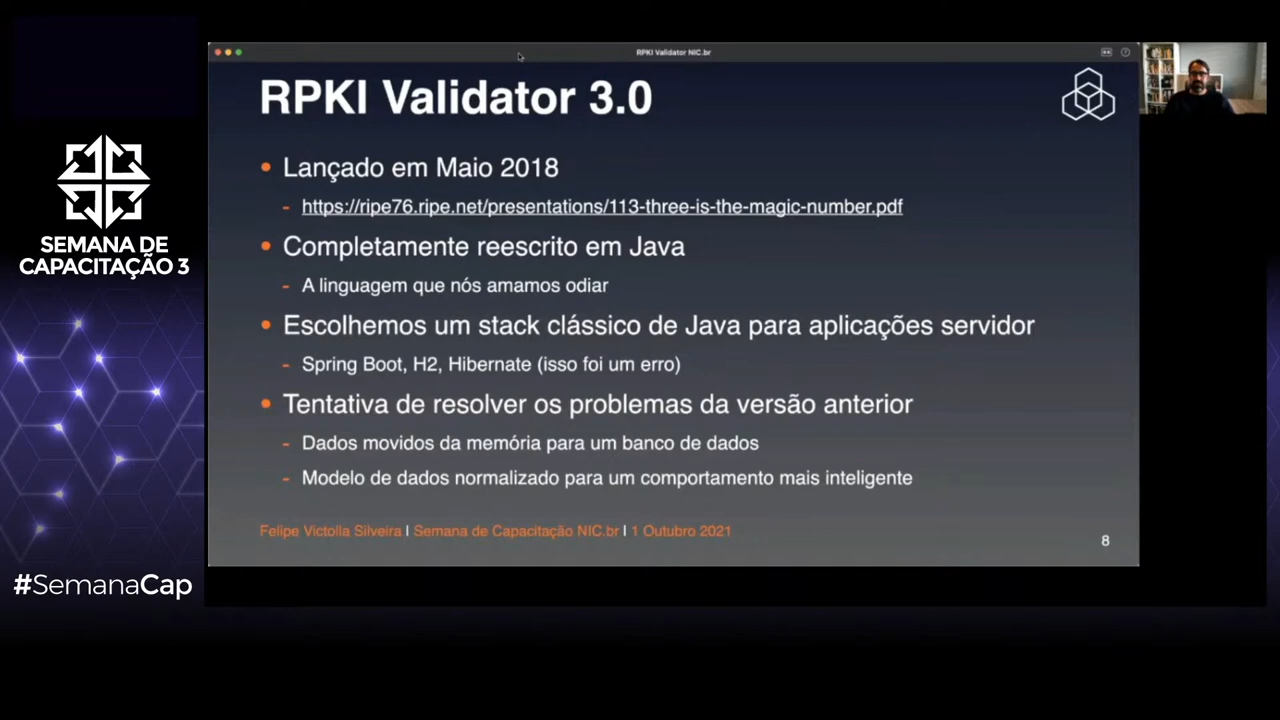 RPKI Validator NIC.br
RPKI Validator 3.0
• Lançado em Maio 2018
- https://ripe76.ripe.net/presentations/113-three-is-the-magic-number.pdf
• Completamente reescrito em Java
- A linguagem que nós amamos odiar
• Escolhemos um stack clássico de Java para aplicações servidor
- Spring Boot, H2, Hibernate (isso foi um erro)
• Tentativa de resolver os problemas da versão anterior
- Dados movidos da memória para um banco de dados
- Modelo de dados normalizado para um comportamento mais inteligente
Felipe Victolla Silveira | Semana de Capacitação NIC.br | 1 Outubro 2021
8
SEMANA DE
CAPACITAÇÃO 3
#SemanaCap